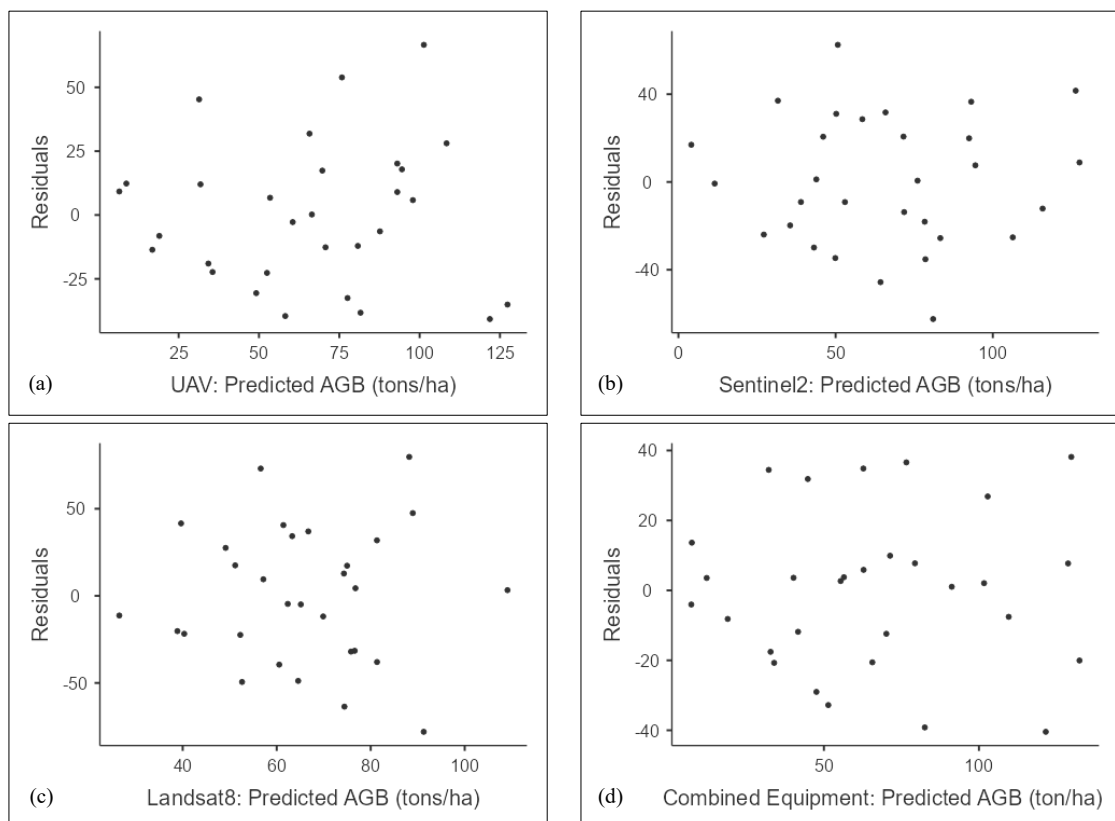 50
25
0
-25
Residuals
25 50 75 100 125
(a) UAV: Predicted AGB (tons/ha)
40
0
-40
Residuals
0 50 100
(b) Sentinel2: Predicted AGB (tons/ha)
50
0
-50
Residuals
40 60 80 100
(c) Landsat8: Predicted AGB (tons/ha)
40
20
0
-20
-40
Residuals
50 100
(d) Combined Equipment: Predicted AGB (ton/ha)